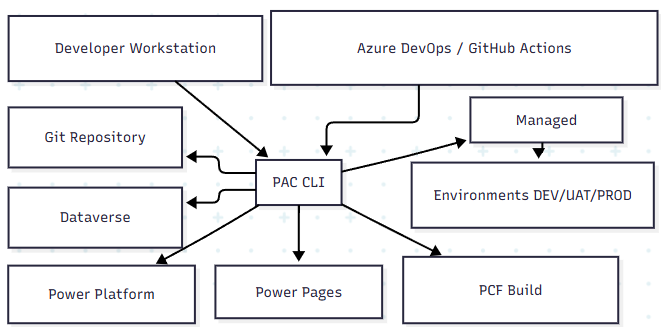 Developer Workstation
Azure DevOps / GitHub Actions
Managed
Git Repository
PAC CLI
Environments DEV/UAT/PROD
Dataverse
Power Platform
Power Pages
PCF Build